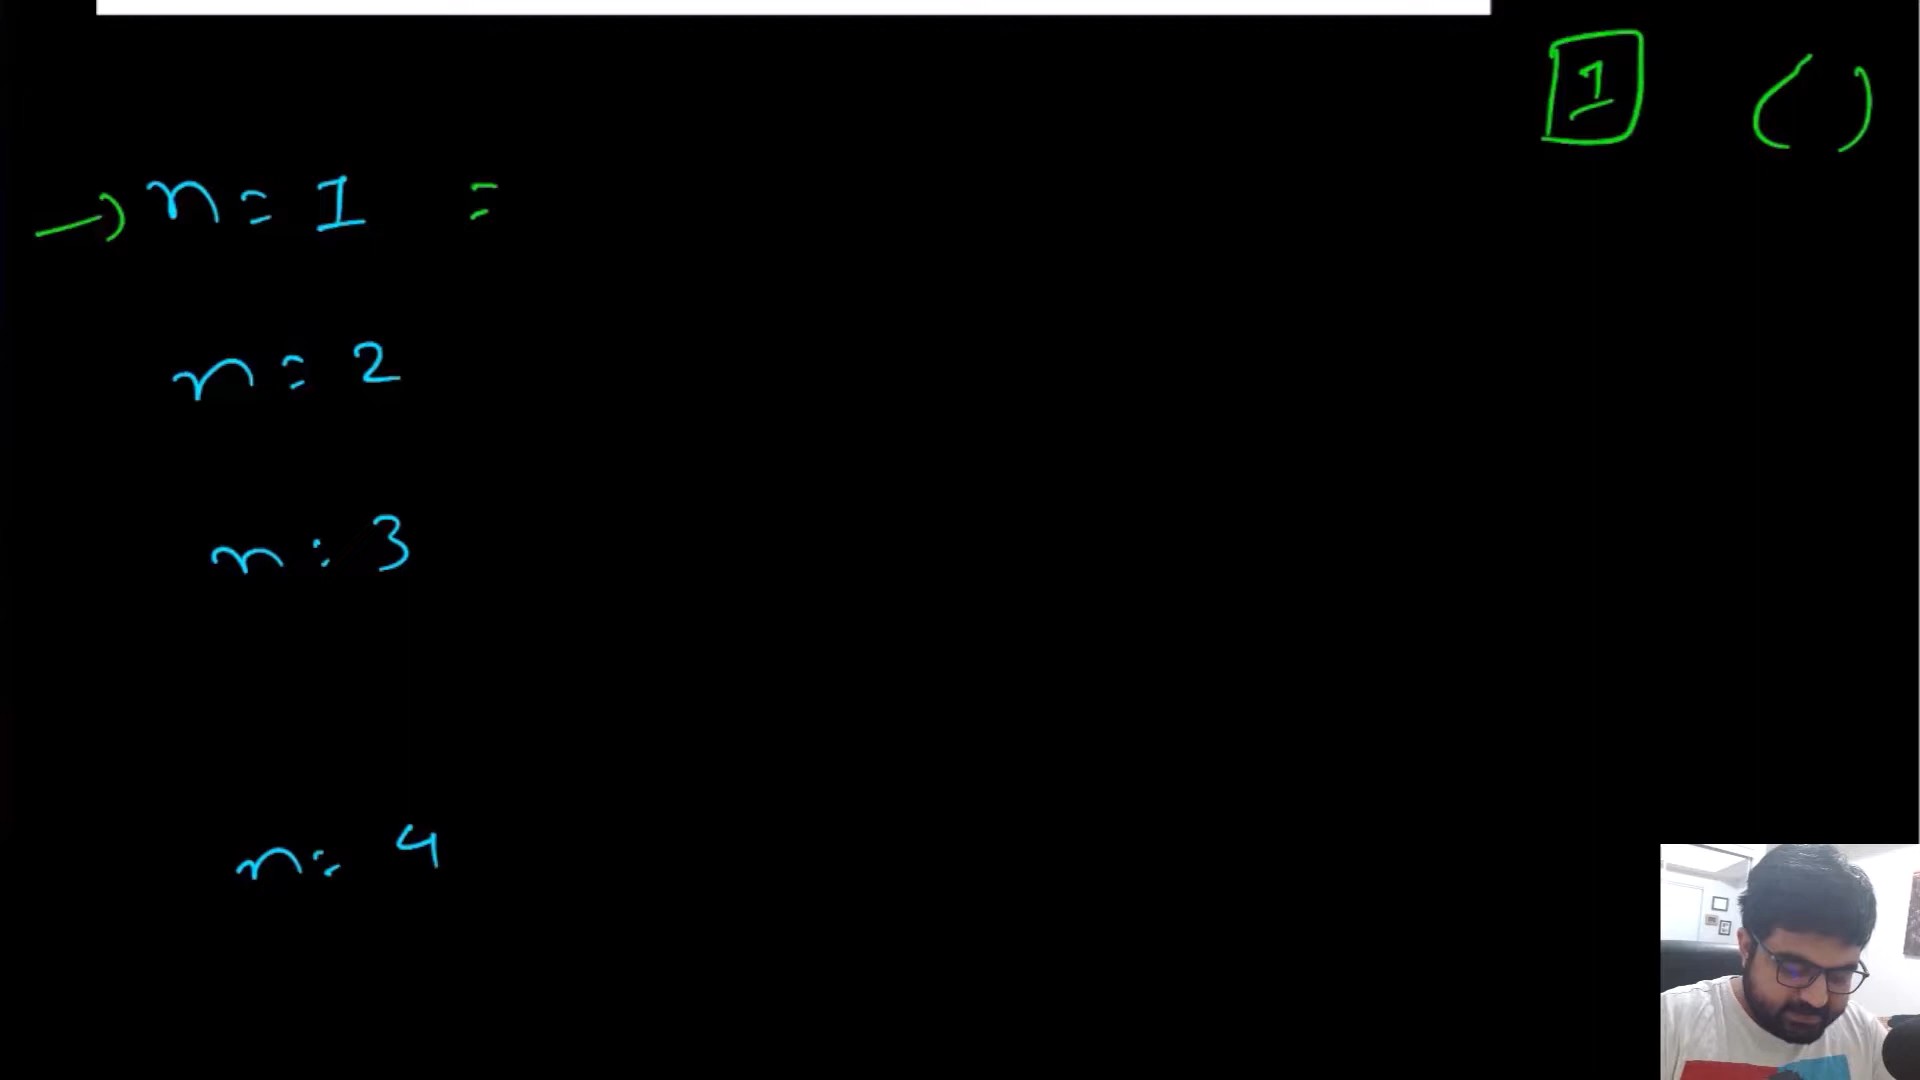 1 ( )
→ n = 1 =
n = 2
n = 3
n = 4